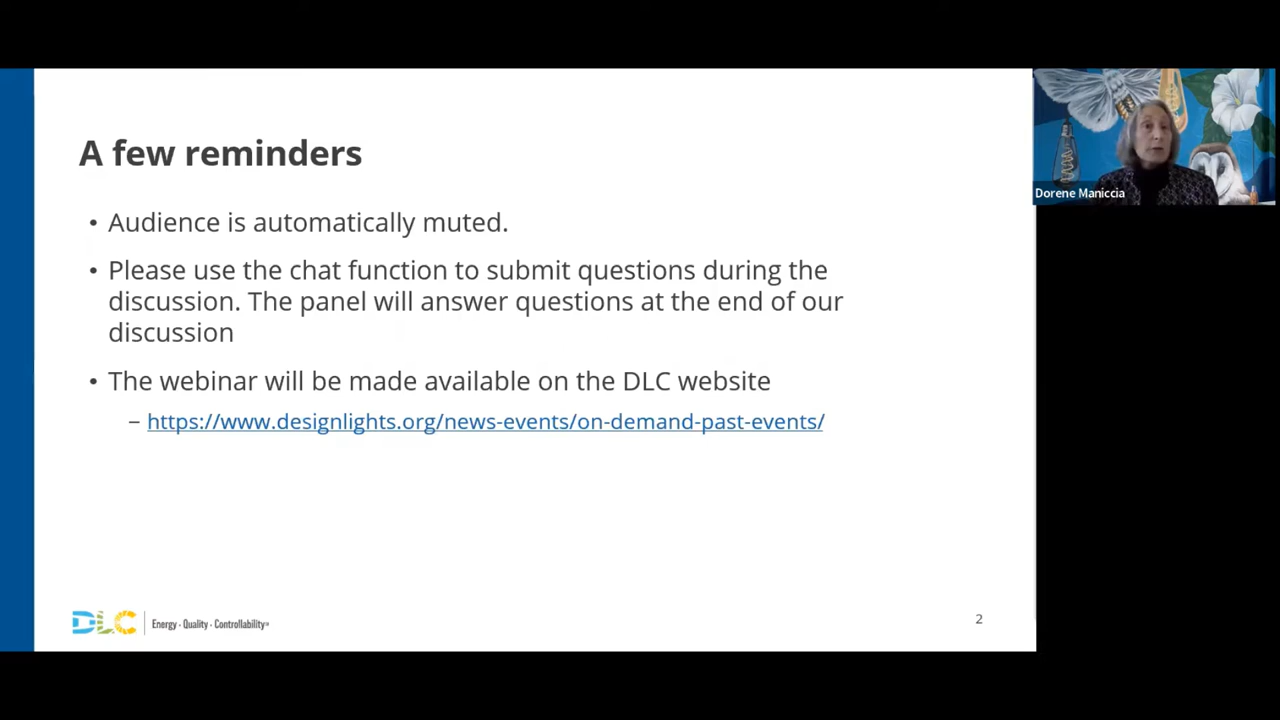 A few reminders
• Audience is automatically muted.
• Please use the chat function to submit questions during the
discussion. The panel will answer questions at the end of our
discussion
• The webinar will be made available on the DLC website
– https://www.designlights.org/news-events/on-demand-past-events/
DLC
Energy · Quality · Controllability
2
Dorene Maniccia